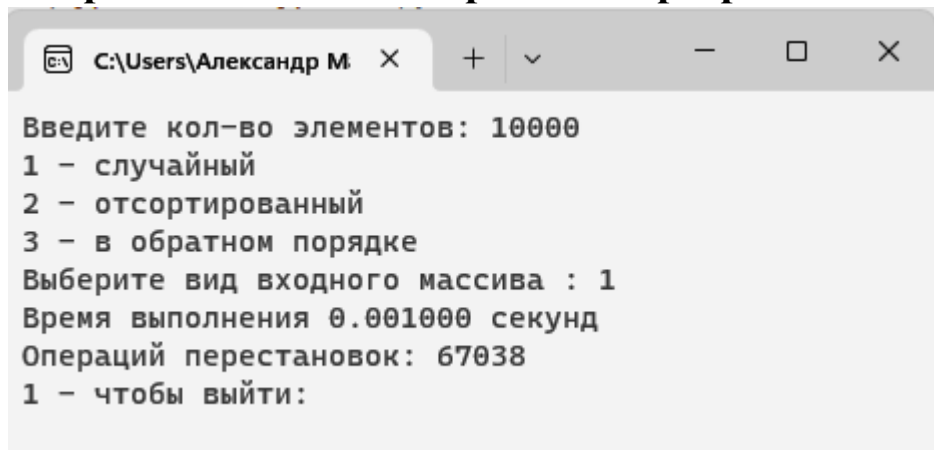 C:\Users\Александр М
Введите кол-во элементов: 10000
1 - случайный
2 - отсортированный
3 - в обратном порядке
Выберите вид входного массива : 1
Время выполнения 0.001000 секунд
Операций перестановок: 67038
1 - чтобы выйти: